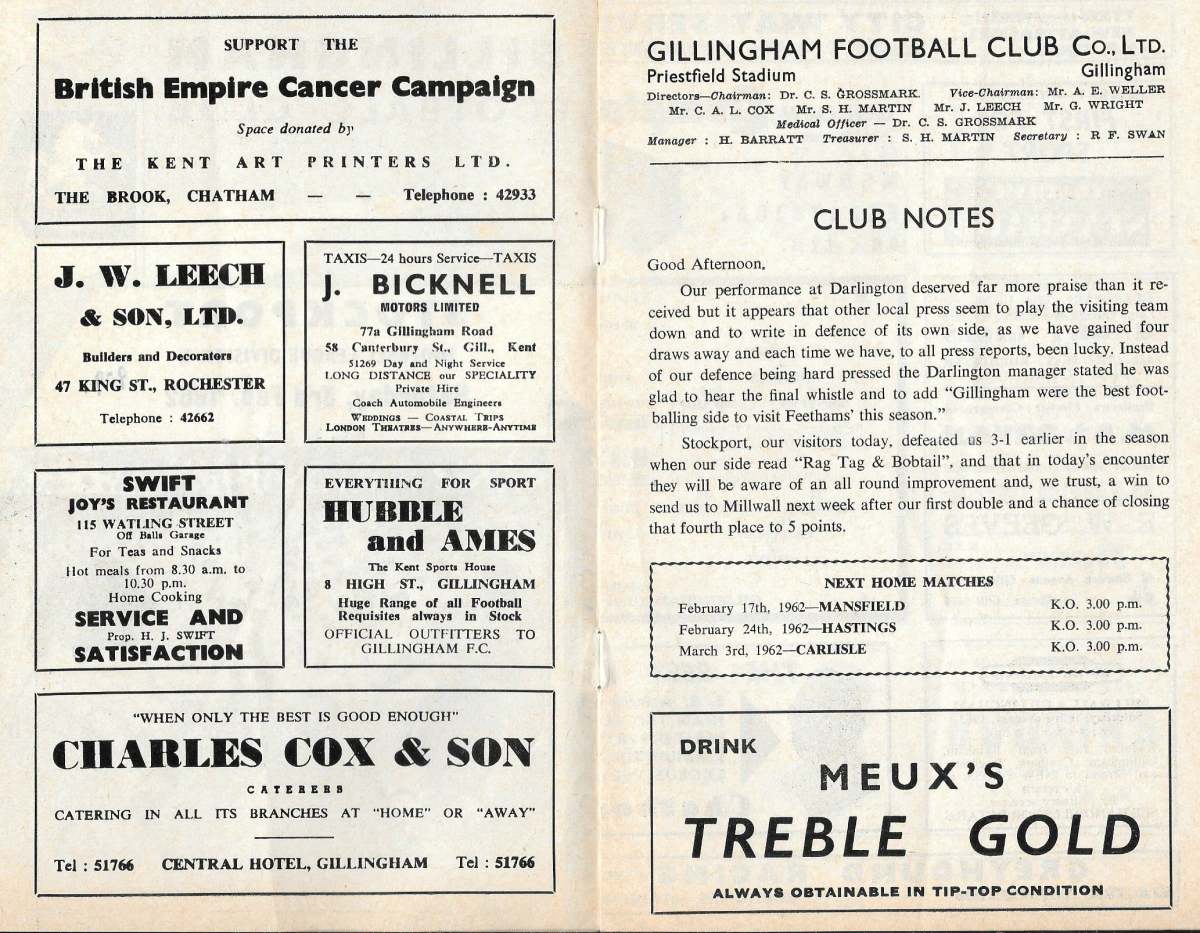 SUPPORT THE
British Empire Cancer Campaign
Space donated by
THE KENT ART PRINTERS LTD.
THE BROOK, CHATHAM — — Telephone : 42933
J. W. LEECH
& SON, LTD.
Builders and Decorators
47 KING ST., ROCHESTER
Telephone : 42662
TAXIS—24 hours Service—TAXIS
J. BICKNELL
MOTORS LIMITED
77a Gillingham Road
58 Canterbury St., Gill., Kent
51269 Day and Night Service
LONG DISTANCE our SPECIALITY
Private Hire
Coach Automobile Engineers
WEDDINGS — COASTAL TRIPS
LONDON THEATRES—ANYWHERE-ANYTIME
SWIFT
JOY'S RESTAURANT
115 WATLING STREET
Off Balls Garage
For Teas and Snacks
Hot meals from 8.30 a.m. to
10.30 p.m.
Home Cooking
SERVICE AND
Prop. H. J. SWIFT
SATISFACTION
EVERYTHING FOR SPORT
HUBBLE
and AMES
The Kent Sports House
8 HIGH ST., GILLINGHAM
Huge Range of all Football
Requisites always in Stock
OFFICIAL OUTFITTERS TO
GILLINGHAM F.C.
"WHEN ONLY THE BEST IS GOOD ENOUGH"
CHARLES COX & SON
CATERERS
CATERING IN ALL ITS BRANCHES AT "HOME" OR "AWAY"
Tel : 51766 CENTRAL HOTEL, GILLINGHAM Tel : 51766
GILLINGHAM FOOTBALL CLUB Co., LTD.
Priestfield Stadium Gillingham
Directors—Chairman: Dr. C. S. GROSSMARK. Vice-Chairman: Mr. A. E. WELLER
Mr. C. A. L. COX Mr. S. H. MARTIN Mr. J. LEECH Mr. G. WRIGHT
Medical Officer — Dr. C. S. GROSSMARK
Manager : H. BARRATT Treasurer : S. H. MARTIN Secretary : R. F. SWAN
CLUB NOTES
Good Afternoon,
Our performance at Darlington deserved far more praise than it re-
ceived but it appears that other local press seem to play the visiting team
down and to write in defence of its own side, as we have gained four
draws away and each time we have, to all press reports, been lucky. Instead
of our defence being hard pressed the Darlington manager stated he was
glad to hear the final whistle and to add "Gillingham were the best foot-
balling side to visit Feethams' this season."
Stockport, our visitors today, defeated us 3-1 earlier in the season
when our side read "Rag Tag & Bobtail", and that in today's encounter
they will be aware of an all round improvement and, we trust, a win to
send us to Millwall next week after our first double and a chance of closing
that fourth place to 5 points.
NEXT HOME MATCHES
February 17th, 1962—MANSFIELD K.O. 3.00 p.m.
February 24th, 1962—HASTINGS K.O. 3.00 p.m.
March 3rd, 1962—CARLISLE K.O. 3.00 p.m.
DRINK
MEUX'S
TREBLE GOLD
ALWAYS OBTAINABLE IN TIP-TOP CONDITION